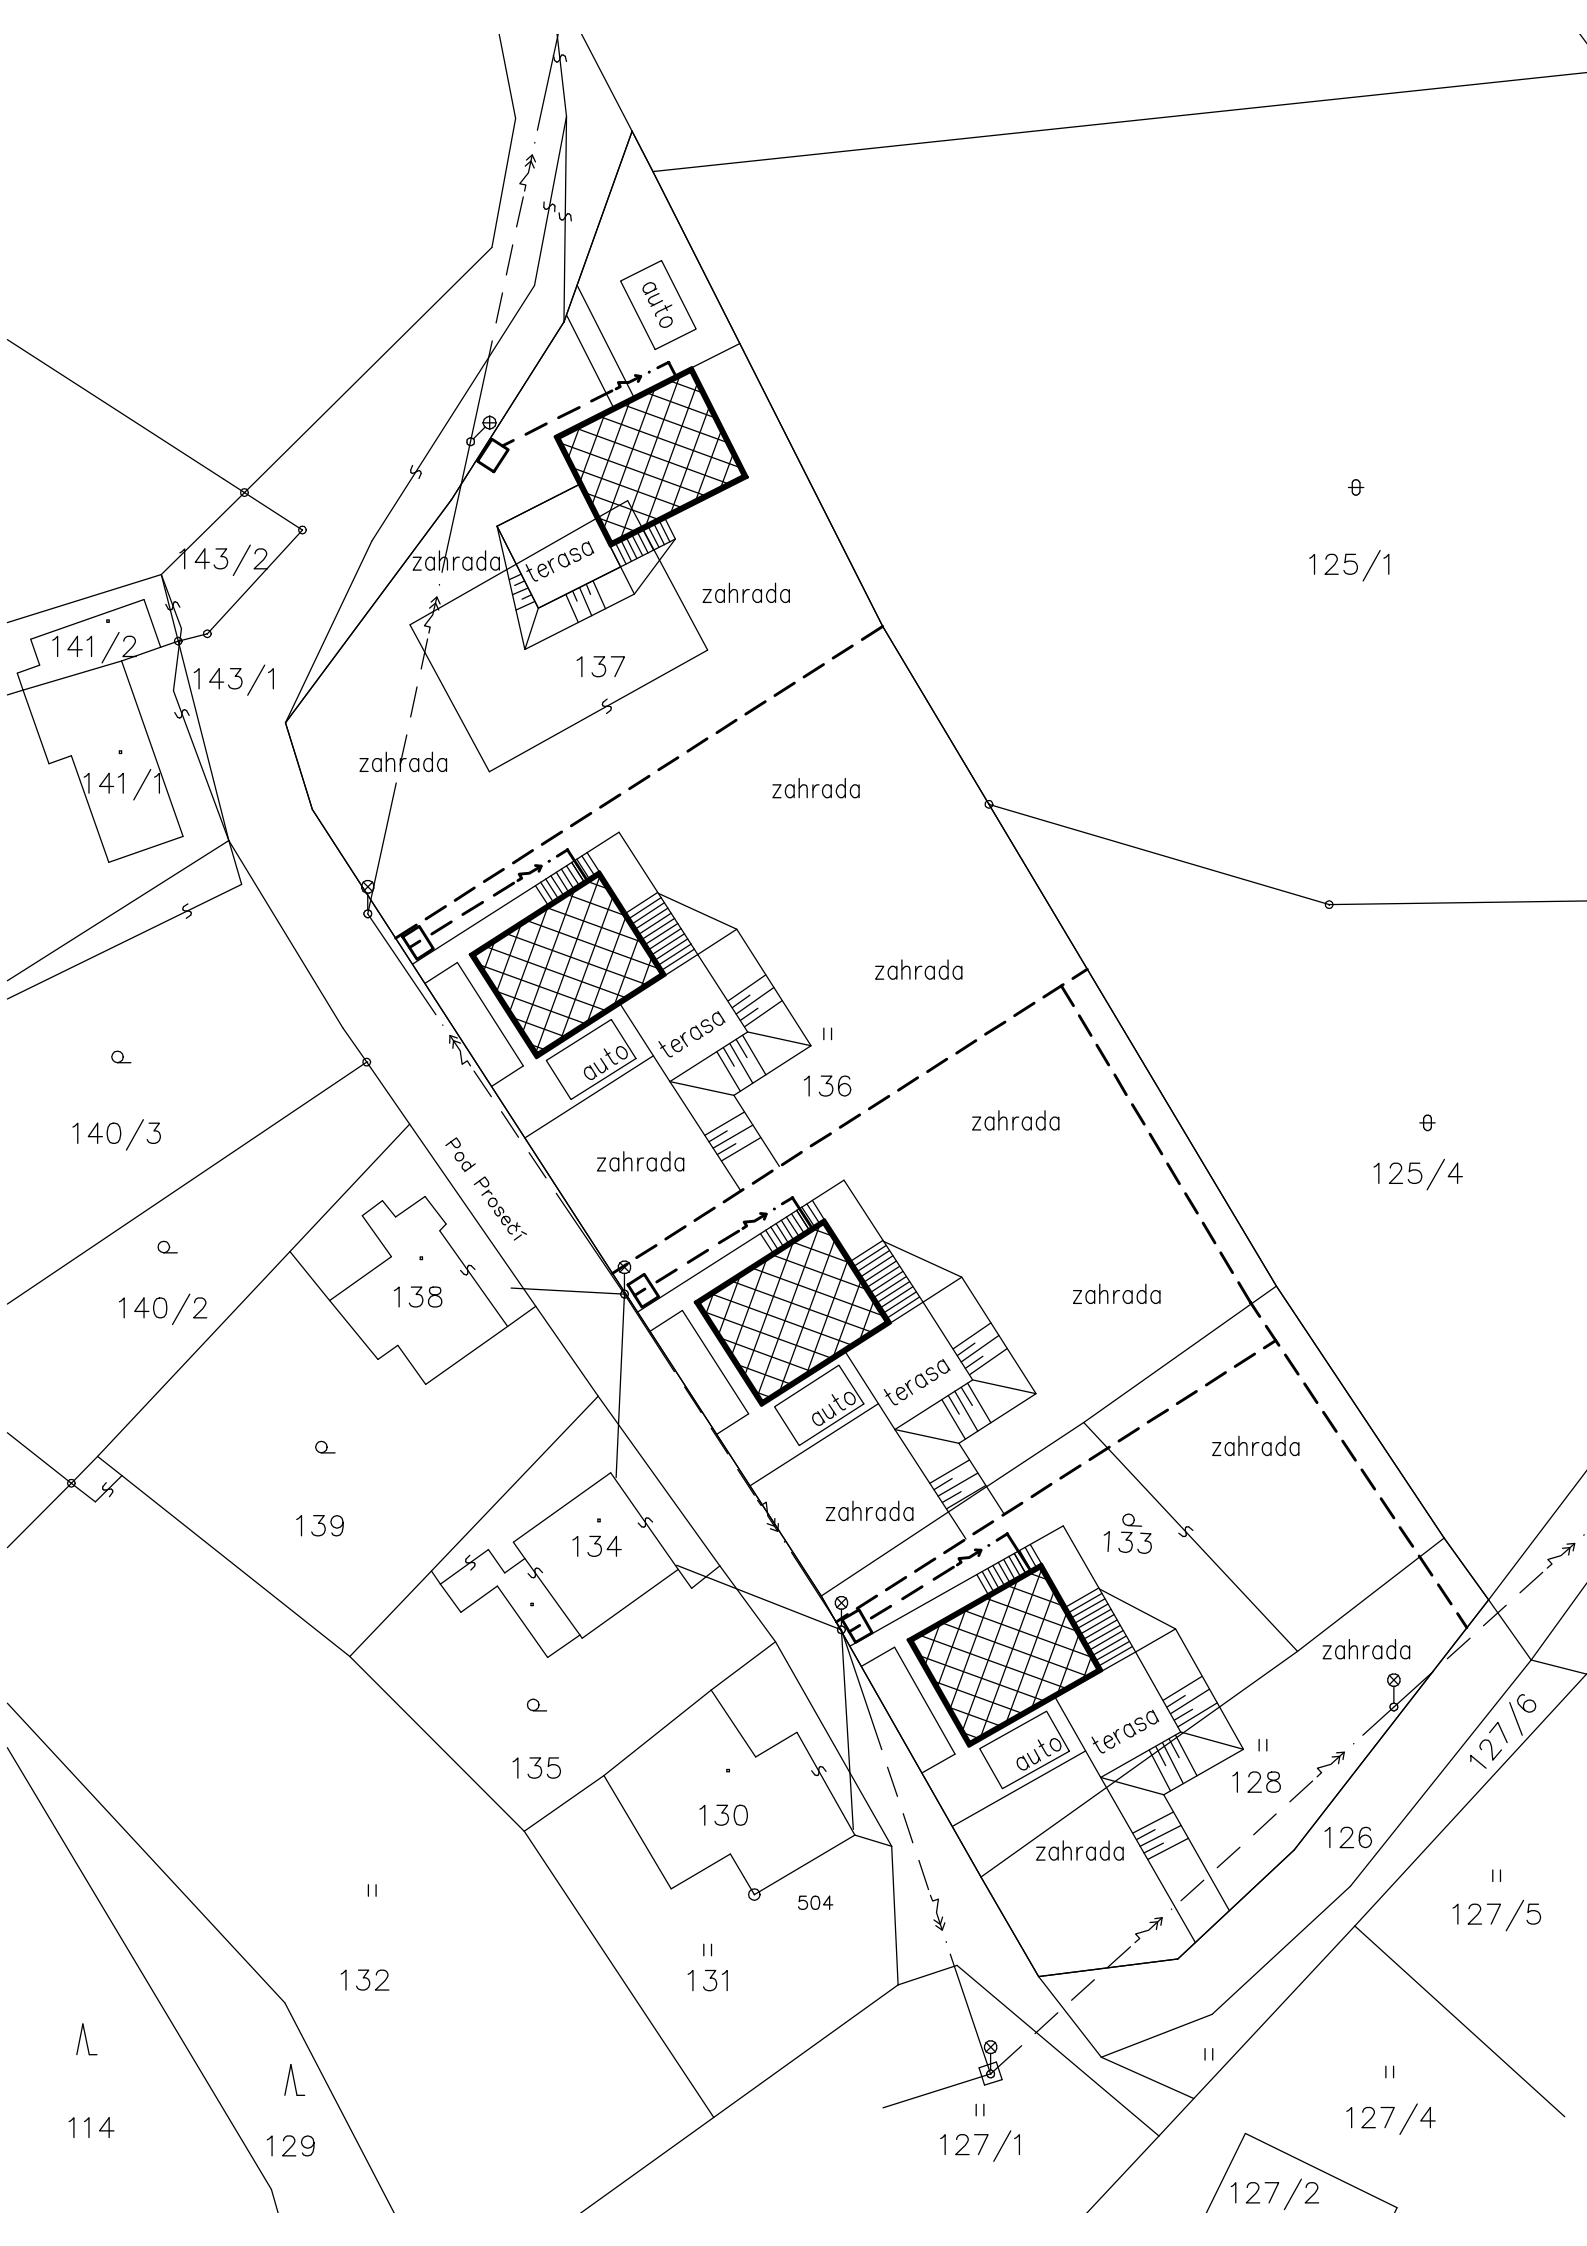 auto
125/1
zahrada
terasa
143/2
zahrada
141/2
137
143/1
zahrada
141/1
zahrada
zahrada
terasa
auto
136
140/3
zahrada
125/4
Pod Prosečí
zahrada
zahrada
138
140/2
terasa
auto
zahrada
zahrada
139
133
134
zahrada
terasa
auto
127/6
135
128
130
126
zahrada
504
127/5
132
131
127/4
114
129
127/1
127/2